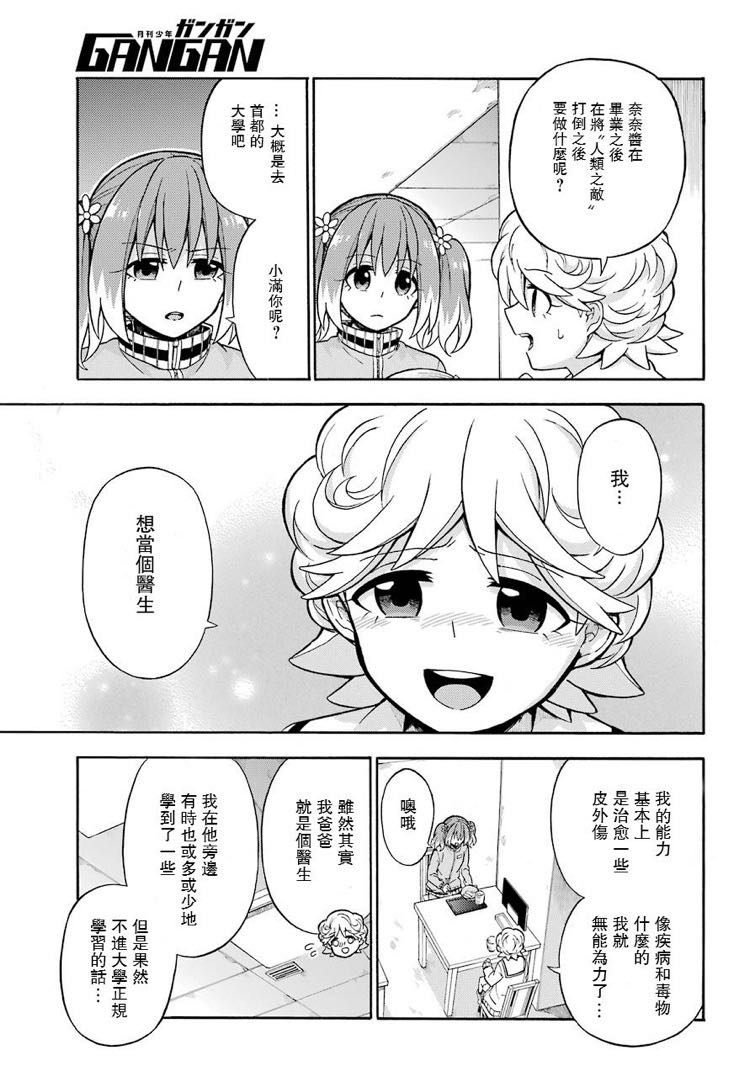 月刊少年
ガンガン
GANGAN
奈奈醬在
畢業之後
在將“人類之敵”
打倒之後
要做什麼呢？
…大概是去
首都的
大學吧
小滿你呢？
我…
想當個醫生
我的能力
基本上
是治愈一些
皮外傷
像疾病和毒物
什麼的
我就
無能為力了…
噢哦
雖然其實
我爸爸
就是個醫生
我在他旁邊
有時也或多或少地
學到了一些
但是果然
不進大學正規
學習的話…